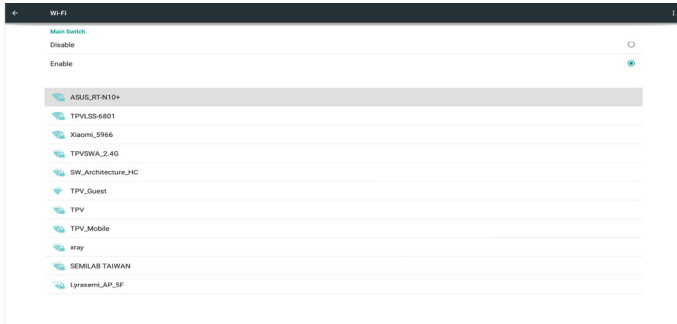 Wi-Fi
Main Switch
Disable
Enable
ASUS_RT-N10+
TPVLSS-6801
Xiaomi_5966
TPVSWA_2.4G
SW_Architecture_HC
TPV_Guest
TPV
TPV_Mobile
xray
SEMILAB TAIWAN
Lyrasemi_AP_5F